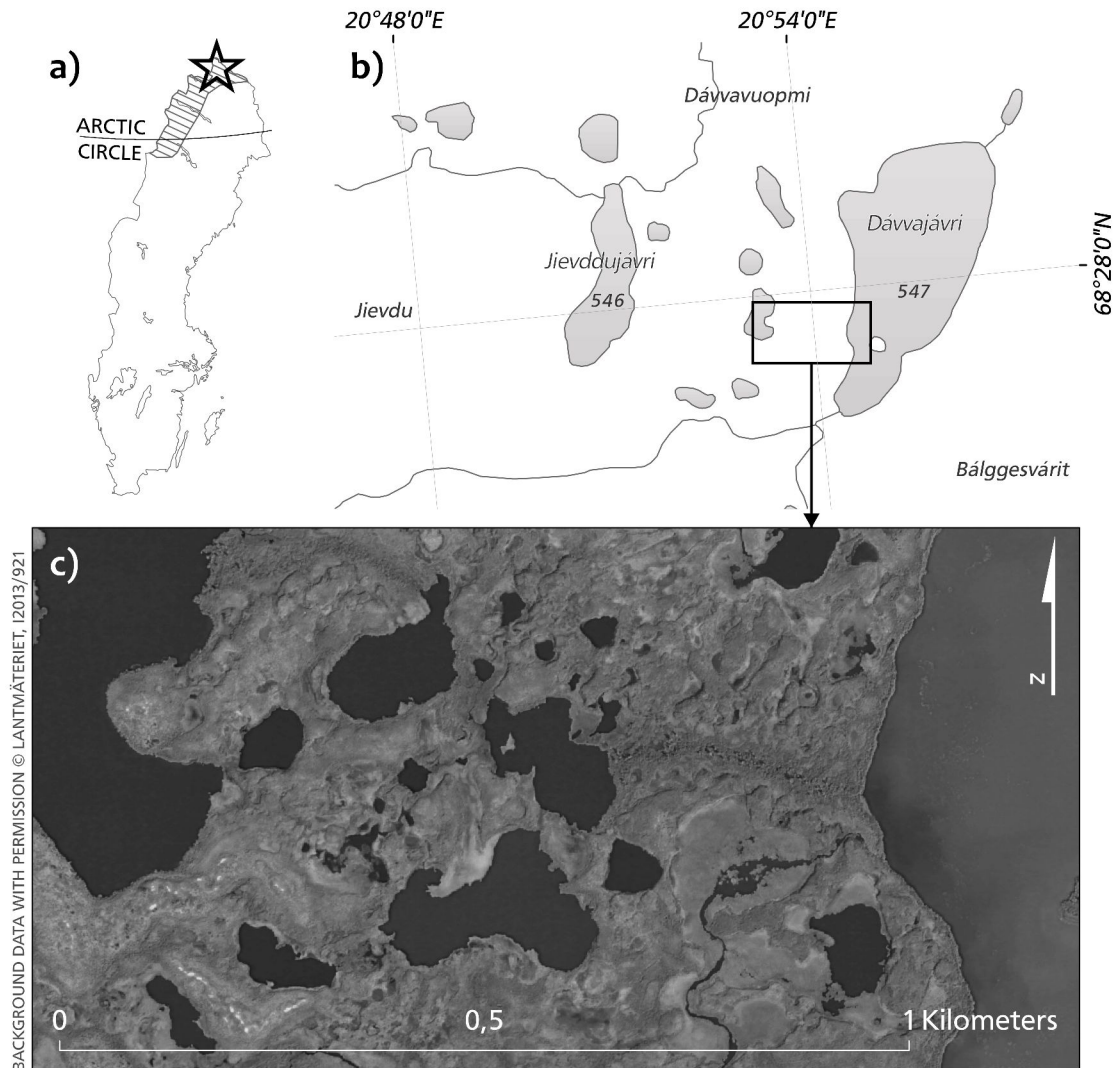 20°48'0"E
20°54'0"E
a)
b)
Dávvavuopmi
ARCTIC
CIRCLE
Dávvajávri
68°28'0"N
Jievddujávri
546
547
Jievdu
Bálggesvárit
c)
N
BACKGROUND DATA WITH PERMISSION © LANTMÄTERIET, I2013/921
0
0,5
1 Kilometers